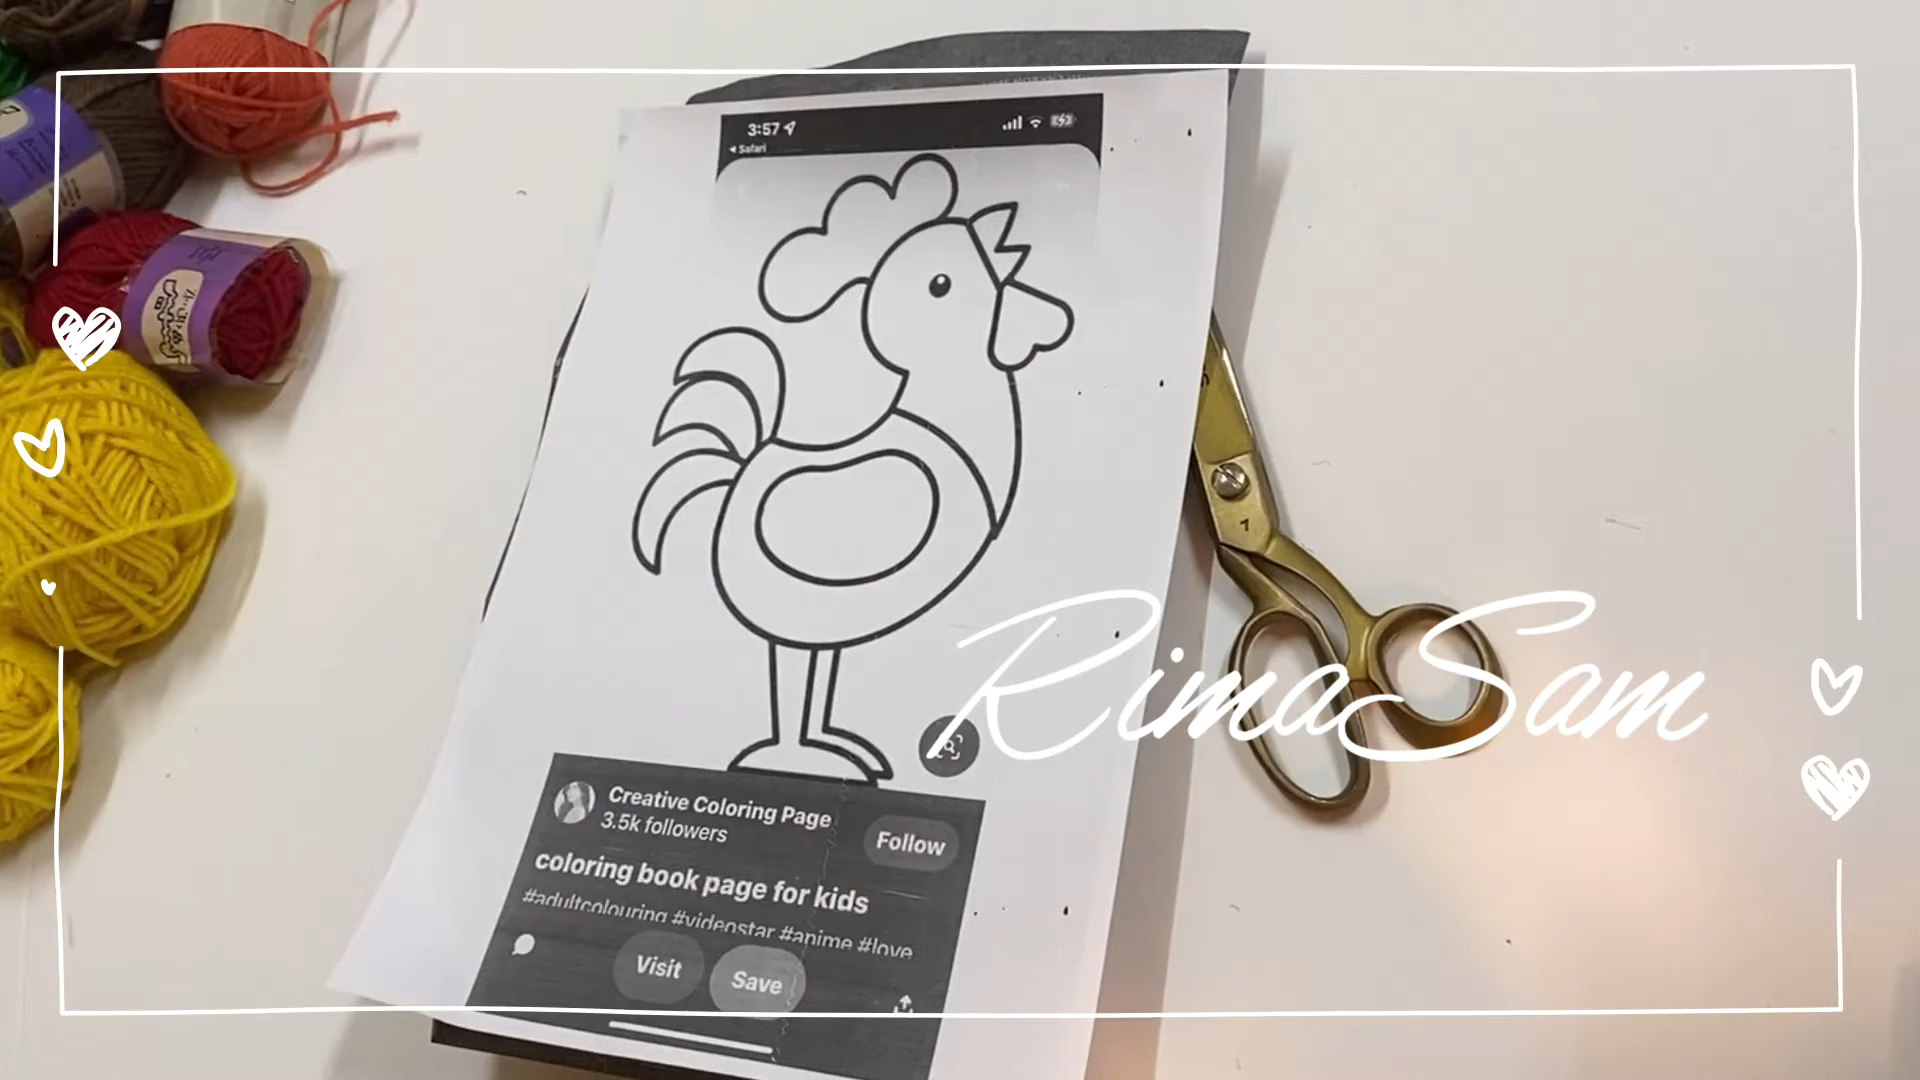 3:57
Safari
RimaSam
7
Creative Coloring Page
3.5k followers
Follow
coloring book page for kids
#adultcolouring #videostar #anime #love
Visit
Save